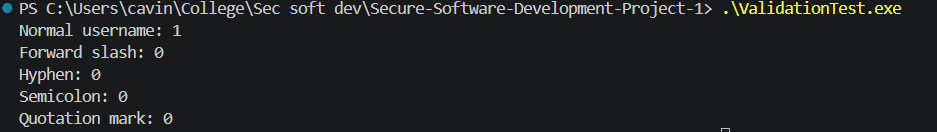 PS C:\Users\cavin\College\Sec soft dev\Secure-Software-Development-Project-1> .\ValidationTest.exe
Normal username: 1
Forward slash: 0
Hyphen: 0
Semicolon: 0
Quotation mark: 0